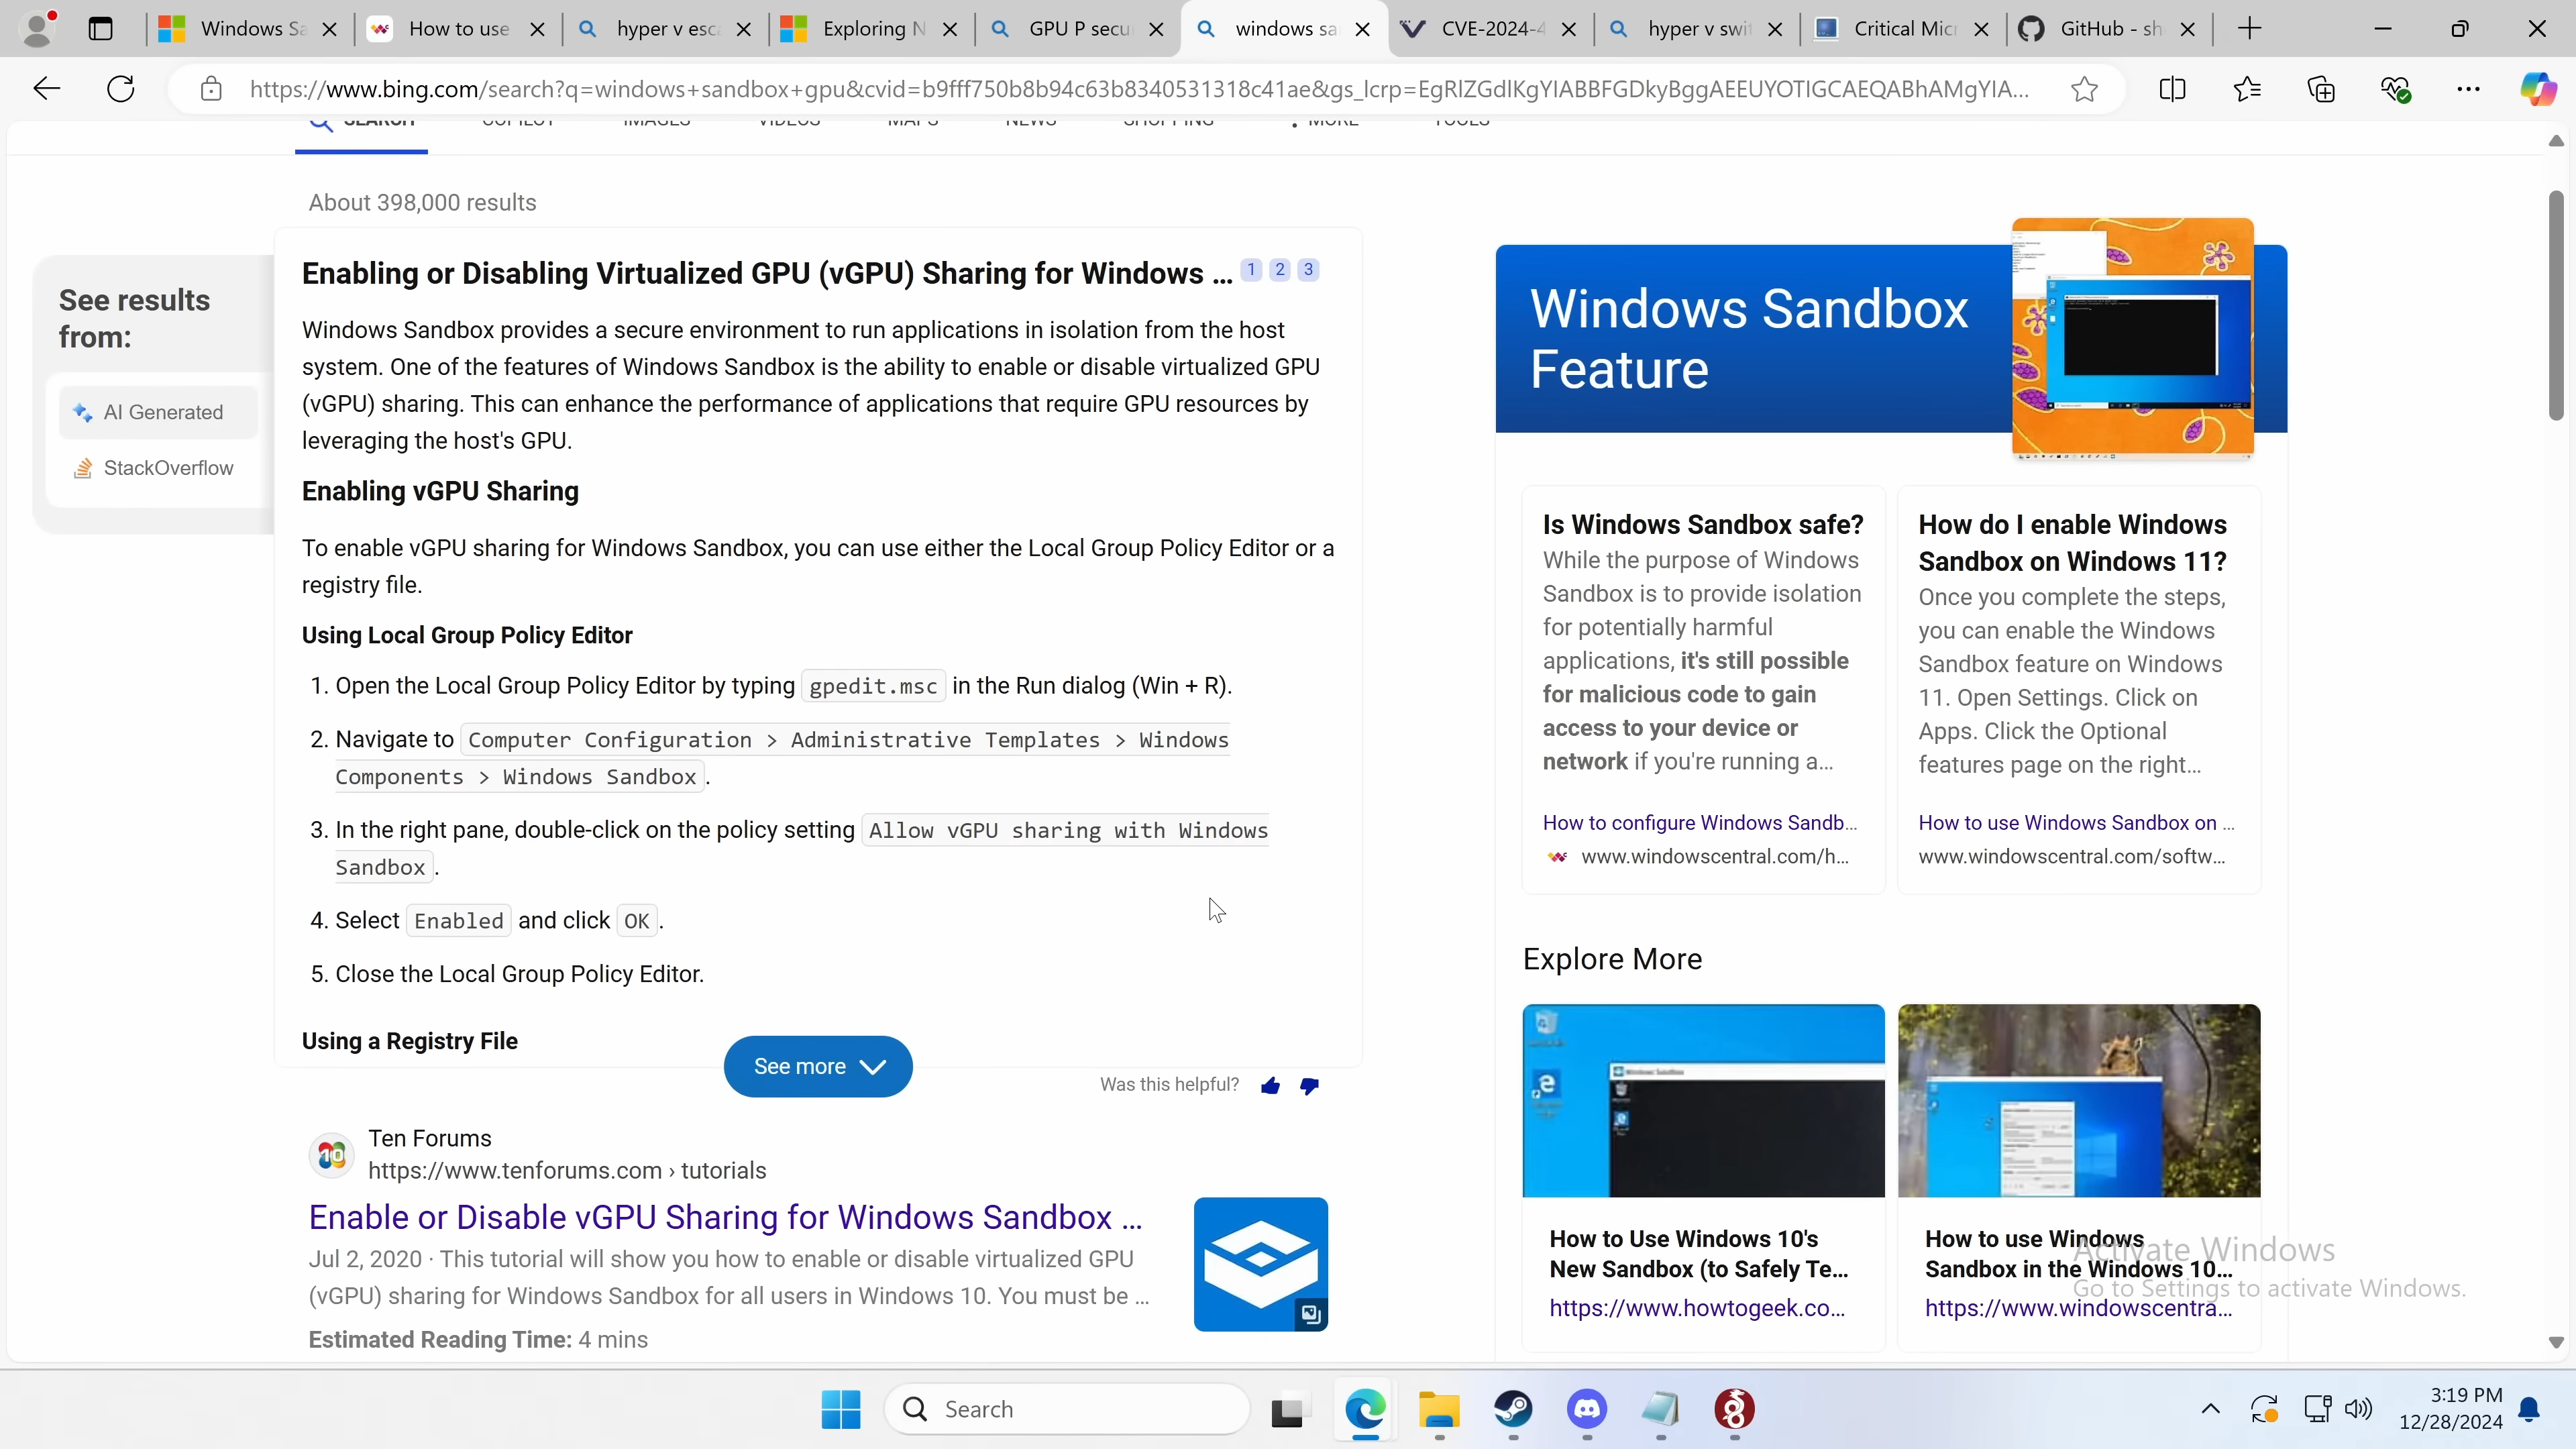 Windows Sa
How to use
hyper v esca
Exploring N
GPU P secu
windows sa
CVE-2024-4
hyper v swit
Critical Micr
GitHub - sh
https://www.bing.com/search?q=windows+sandbox+gpu&cvid=b9fff750b8b94c63b8340531318c41ae&gs_lcrp=EgRlZGdlKgYIABBFGDkyBggAEEUYOTIGCAEQABhAMgYIA...
SEARCH
COPILOT
IMAGES
VIDEOS
MAPS
NEWS
SHOPPING
MORE
TOOLS
About 398,000 results
See results
from:
AI Generated
StackOverflow
Enabling or Disabling Virtualized GPU (vGPU) Sharing for Windows ... 1 2 3
Windows Sandbox provides a secure environment to run applications in isolation from the host
system. One of the features of Windows Sandbox is the ability to enable or disable virtualized GPU
(vGPU) sharing. This can enhance the performance of applications that require GPU resources by
leveraging the host's GPU.
Enabling vGPU Sharing
To enable vGPU sharing for Windows Sandbox, you can use either the Local Group Policy Editor or a
registry file.
Using Local Group Policy Editor
1. Open the Local Group Policy Editor by typing gpedit.msc in the Run dialog (Win + R).
2. Navigate to Computer Configuration > Administrative Templates > Windows
Components > Windows Sandbox.
3. In the right pane, double-click on the policy setting Allow vGPU sharing with Windows
Sandbox.
4. Select Enabled and click OK.
5. Close the Local Group Policy Editor.
Using a Registry File
See more
Was this helpful?
Ten Forums
https://www.tenforums.com › tutorials
Enable or Disable vGPU Sharing for Windows Sandbox ...
Jul 2, 2020 · This tutorial will show you how to enable or disable virtualized GPU
(vGPU) sharing for Windows Sandbox for all users in Windows 10. You must be ...
Estimated Reading Time: 4 mins
Windows Sandbox
Feature
Is Windows Sandbox safe?
While the purpose of Windows
Sandbox is to provide isolation
for potentially harmful
applications, it's still possible
for malicious code to gain
access to your device or
network if you're running a...
How to configure Windows Sandb...
www.windowscentral.com/h...
How do I enable Windows
Sandbox on Windows 11?
Once you complete the steps,
you can enable the Windows
Sandbox feature on Windows
11. Open Settings. Click on
Apps. Click the Optional
features page on the right...
How to use Windows Sandbox on ...
www.windowscentral.com/softw...
Explore More
Windows Sandbox
How to Use Windows 10's
New Sandbox (to Safely Te...
https://www.howtogeek.co...
How to use Windows
Sandbox in the Windows 10...
https://www.windowscentra...
Activate Windows
Go to Settings to activate Windows.
Search
3:19 PM
12/28/2024